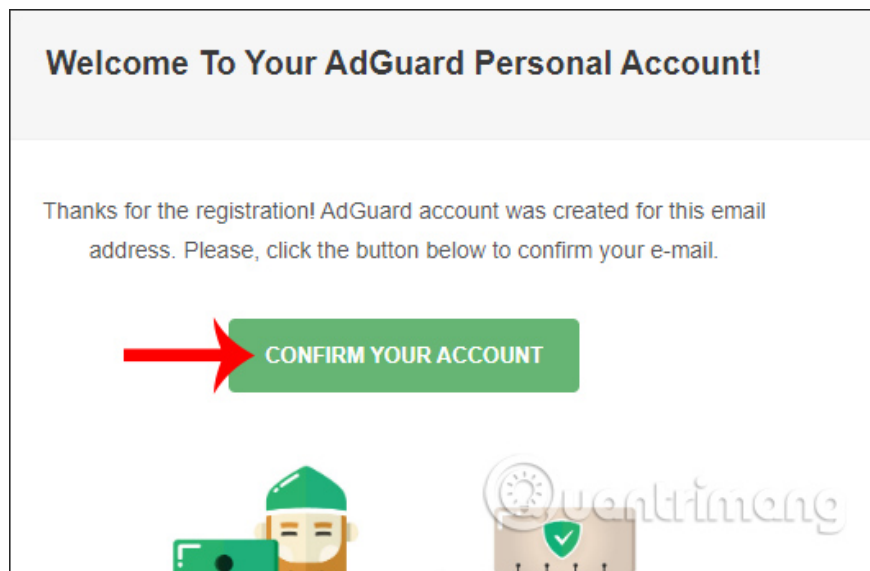 Welcome To Your AdGuard Personal Account!
Thanks for the registration! AdGuard account was created for this email
address. Please, click the button below to confirm your e-mail.
CONFIRM YOUR ACCOUNT
Quantrimang